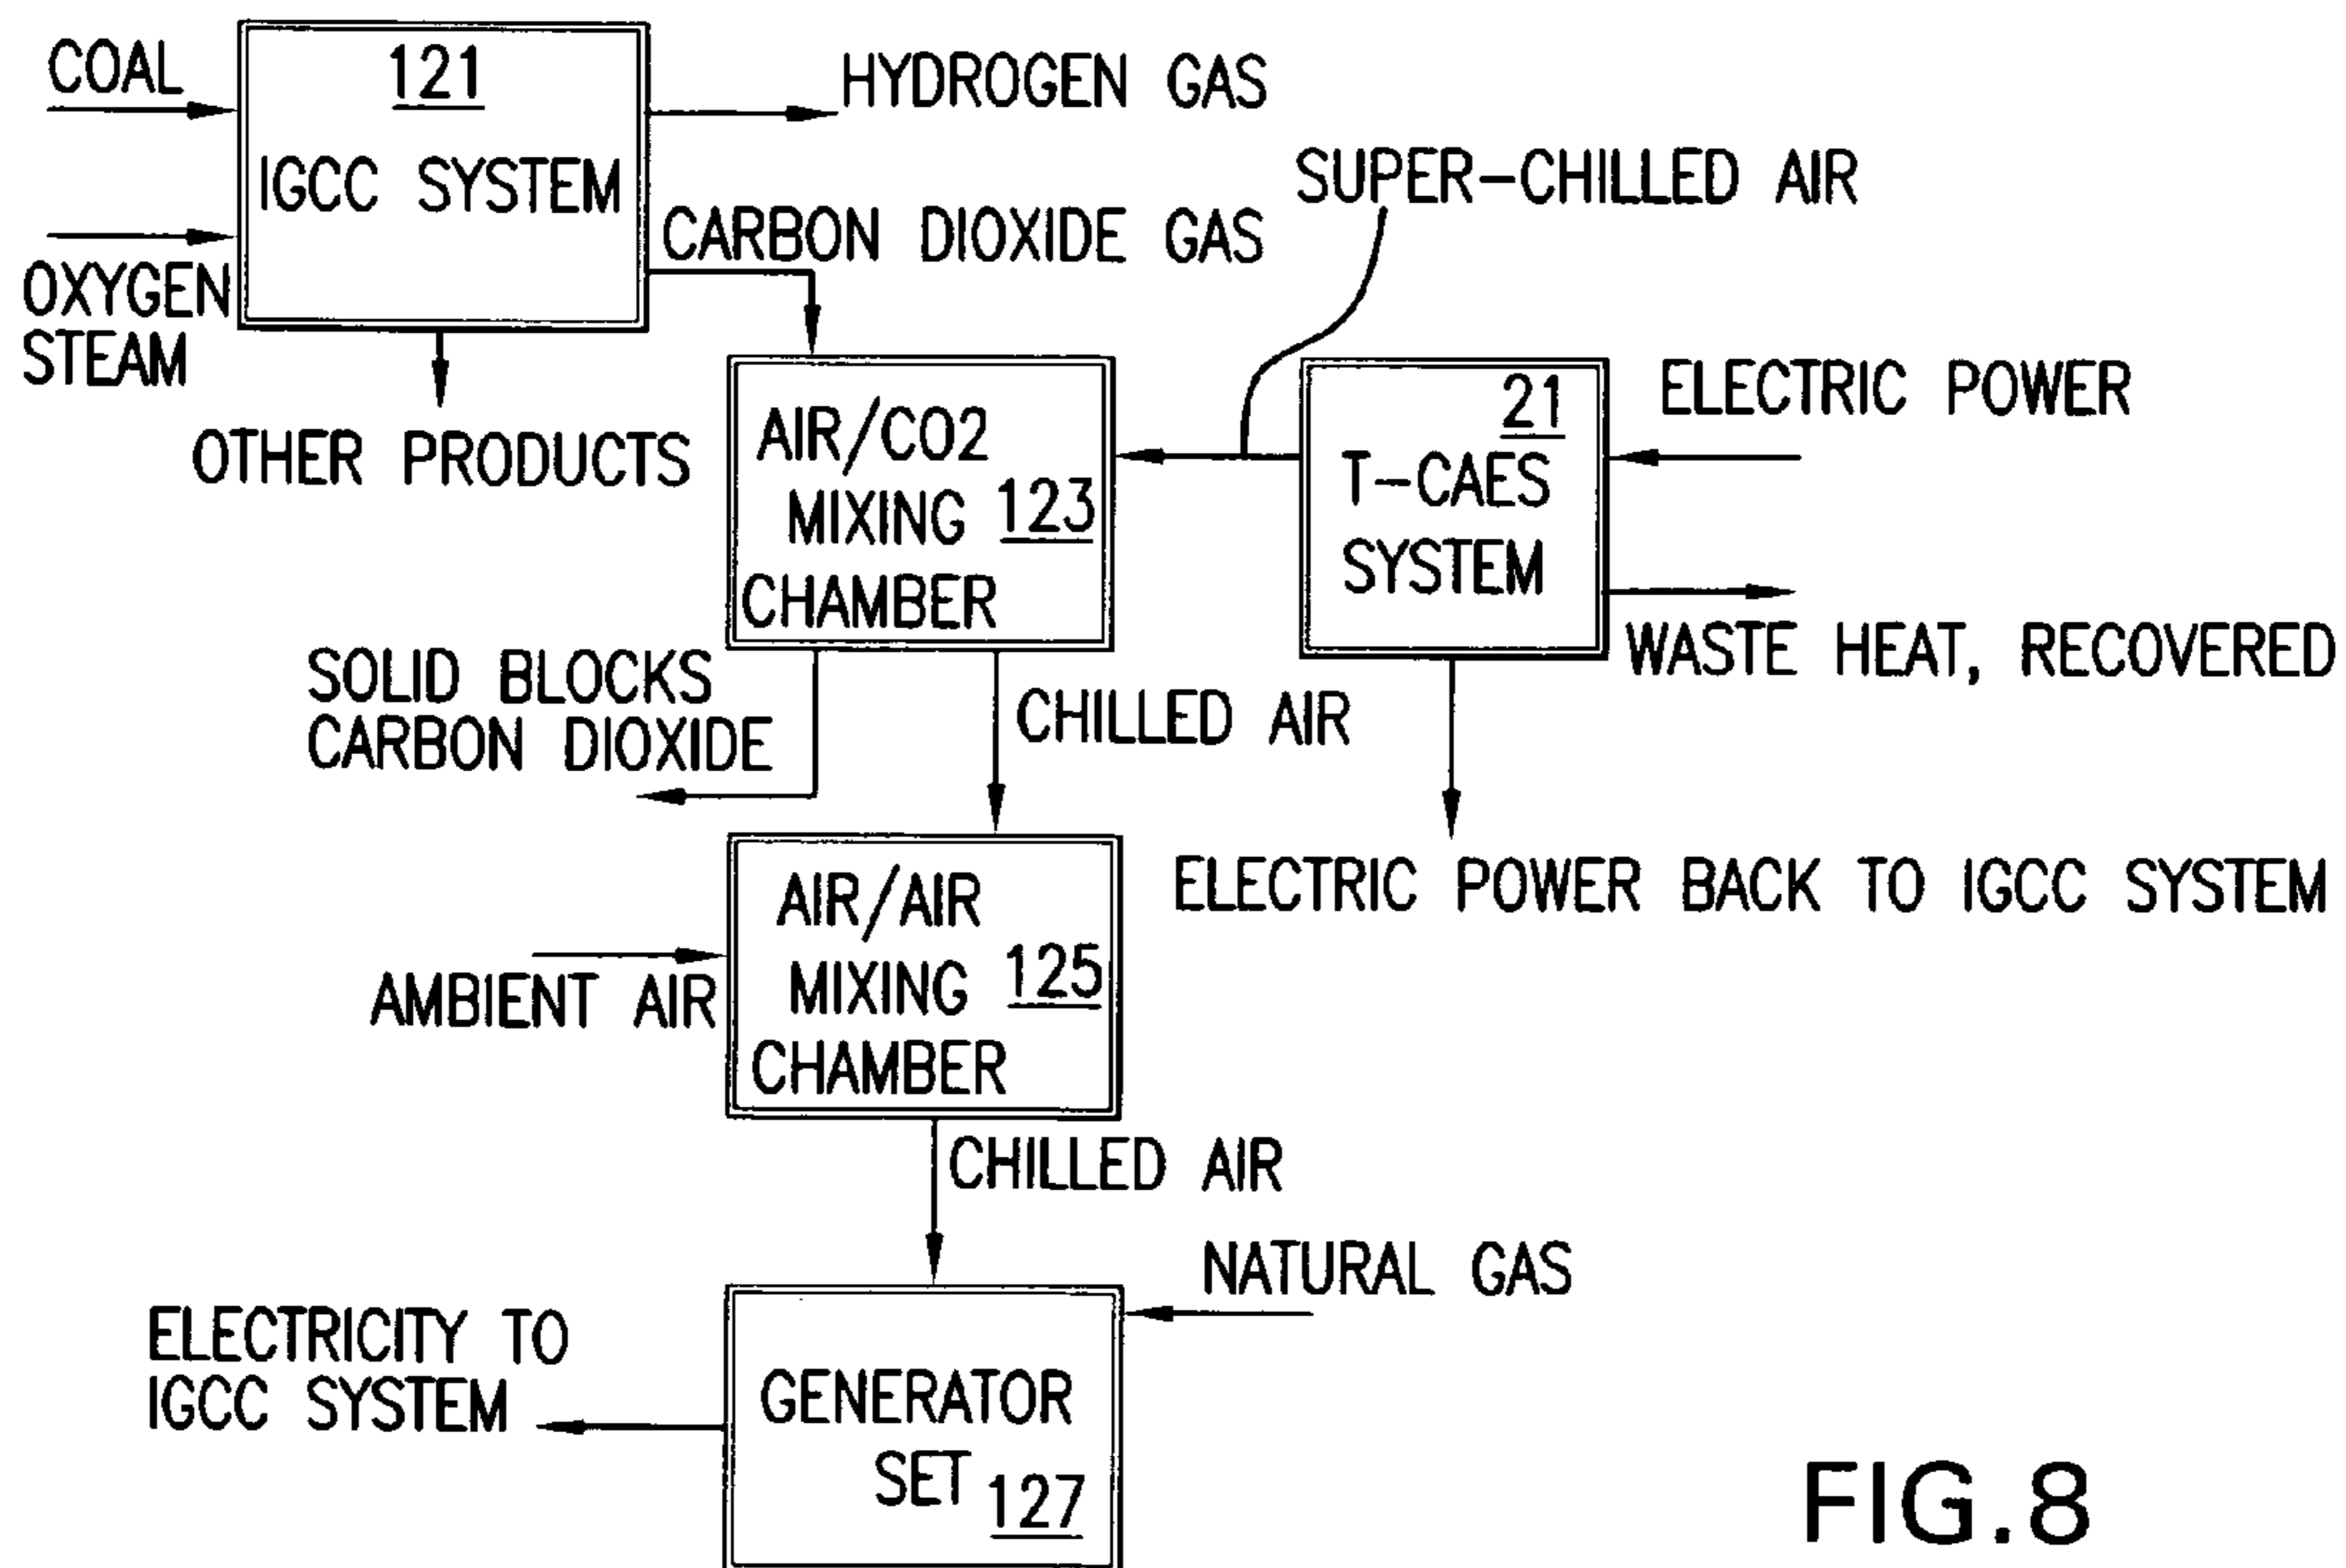 COAL
121
IGCC SYSTEM
OXYGEN
STEAM
HYDROGEN GAS
CARBON DIOXIDE GAS
OTHER PRODUCTS
SUPER-CHILLED AIR
AIR/CO2
MIXING 123
CHAMBER
21
T-CAES
SYSTEM
ELECTRIC POWER
WASTE HEAT, RECOVERED
SOLID BLOCKS
CARBON DIOXIDE
CHILLED AIR
ELECTRIC POWER BACK TO IGCC SYSTEM
AIR/AIR
MIXING 125
CHAMBER
AMBIENT AIR
CHILLED AIR
NATURAL GAS
ELECTRICITY TO
IGCC SYSTEM
GENERATOR
SET 127
FIG.8